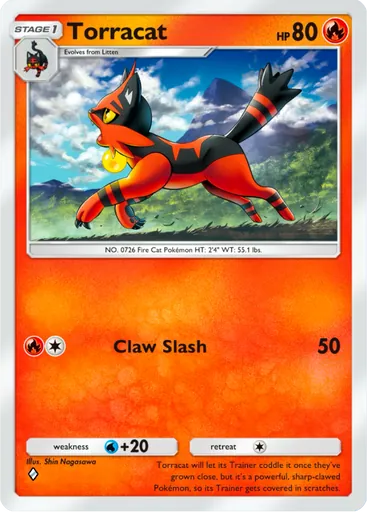 STAGE 1 Torracat HP 80
Evolves from Litten
NO. 0726 Fire Cat Pokémon HT: 2'4" WT: 55.1 lbs.
Claw Slash 50
weakness +20 retreat
Illus. Shin Nagasawa
Torracat will let its Trainer coddle it once they've
grown close, but it's a powerful, sharp-clawed
Pokémon, so its Trainer gets covered in scratches.